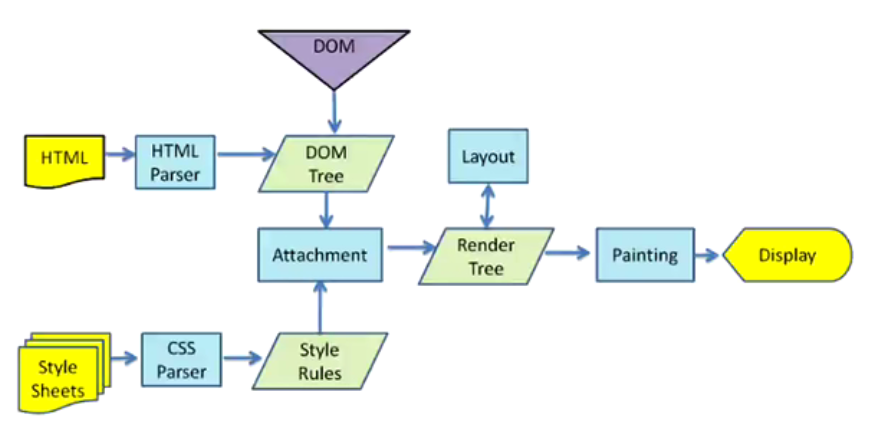 DOM
HTML
HTML
Parser
DOM
Tree
Layout
Attachment
Render
Tree
Painting
Display
Style
Sheets
CSS
Parser
Style
Rules